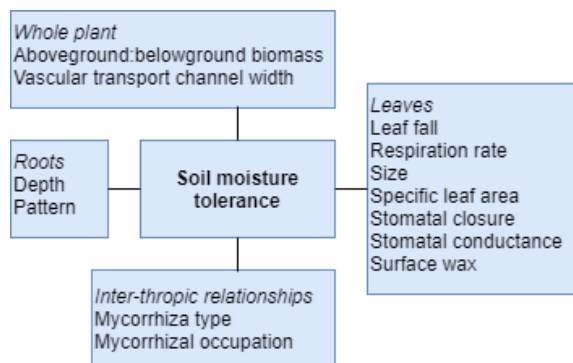 Whole plant
Aboveground:belowground biomass
Vascular transport channel width
Roots
Depth
Pattern
Soil moisture
tolerance
Leaves
Leaf fall
Respiration rate
Size
Specific leaf area
Stomatal closure
Stomatal conductance
Surface wax
Inter-thropic relationships
Mycorrhiza type
Mycorrhizal occupation